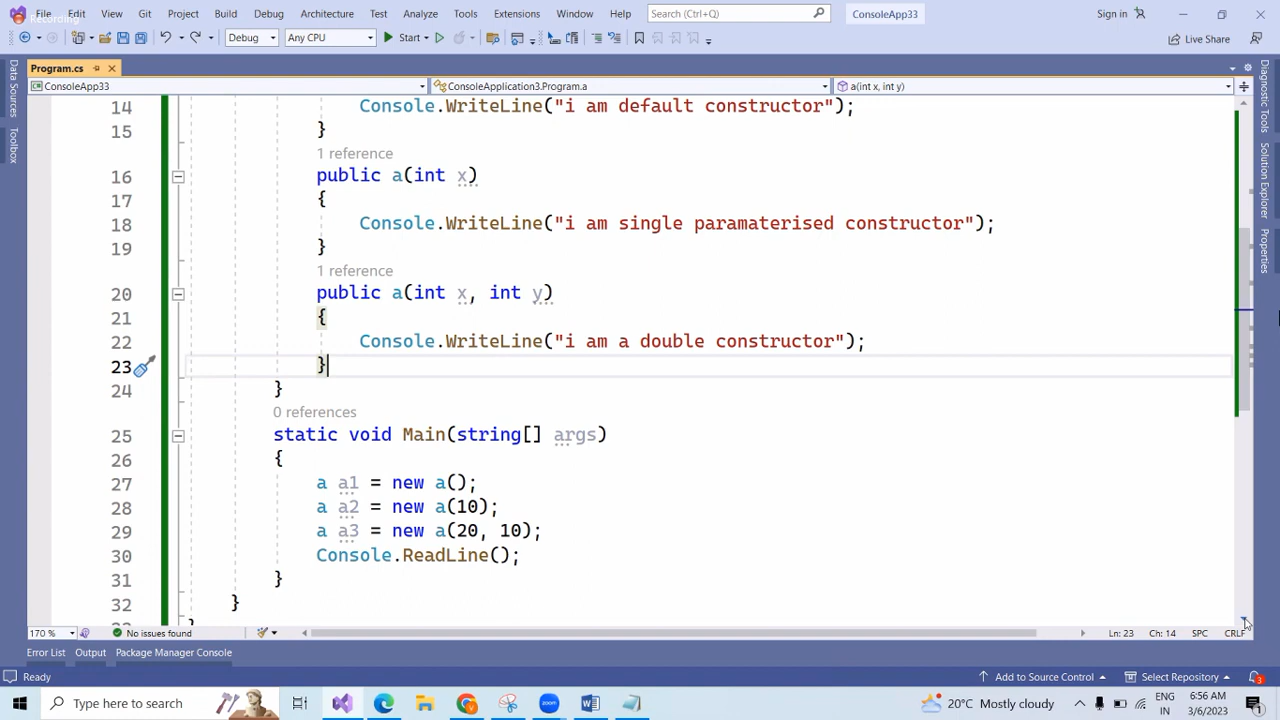 File Edit View Git Project Build Debug Architecture Test Analyze Tools Extensions Window Help Search (Ctrl+Q) ConsoleApp33 Sign in
Recording
Debug Any CPU Start Live Share
Program.cs
ConsoleApp33 ConsoleApplication3.Program.a a(int x, int y)
Data Sources
Toolbox
Diagnostic Tools
Solution Explorer
Properties
14 Console.WriteLine("i am default constructor");
15 }
1 reference
16 public a(int x)
17 {
18 Console.WriteLine("i am single paramaterised constructor");
19 }
1 reference
20 public a(int x, int y)
21 {
22 Console.WriteLine("i am a double constructor");
23 }
24 }
0 references
25 static void Main(string[] args)
26 {
27 a a1 = new a();
28 a a2 = new a(10);
29 a a3 = new a(20, 10);
30 Console.ReadLine();
31 }
32 }
170 % No issues found Ln: 23 Ch: 14 SPC CRLF
Error List Output Package Manager Console
Ready Add to Source Control Select Repository 3
Type here to search zoom W 20°C Mostly cloudy ENG IN 6:56 AM 3/6/2023 1